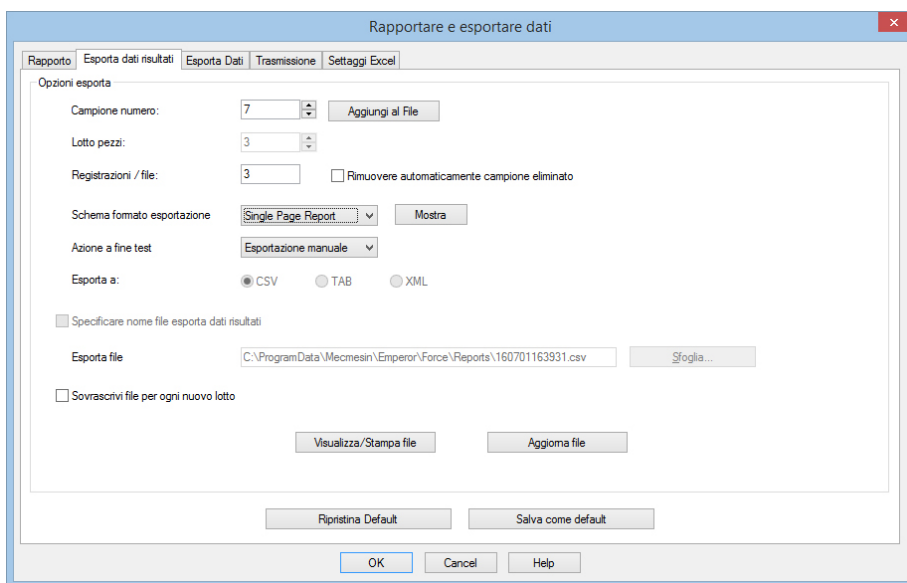 Rapportare e esportare dati
Rapporto Esporta dati risultati Esporta Dati Trasmissione Settaggi Excel
Opzioni esporta
Campione numero: 7 Aggiungi al File
Lotto pezzi: 3
Registrazioni / file: 3 Rimuovere automaticamente campione eliminato
Schema formato esportazione Single Page Report Mostra
Azione a fine test Esportazione manuale
Esporta a: CSV TAB XML
Specificare nome file esporta dati risultati
Esporta file C:\ProgramData\Mecmesin\Emperor\Force\Reports\160701163931.csv Sfoglia...
Sovrascrivi file per ogni nuovo lotto
Visualizza/Stampa file Aggiorna file
Ripristina Default Salva come default
OK Cancel Help